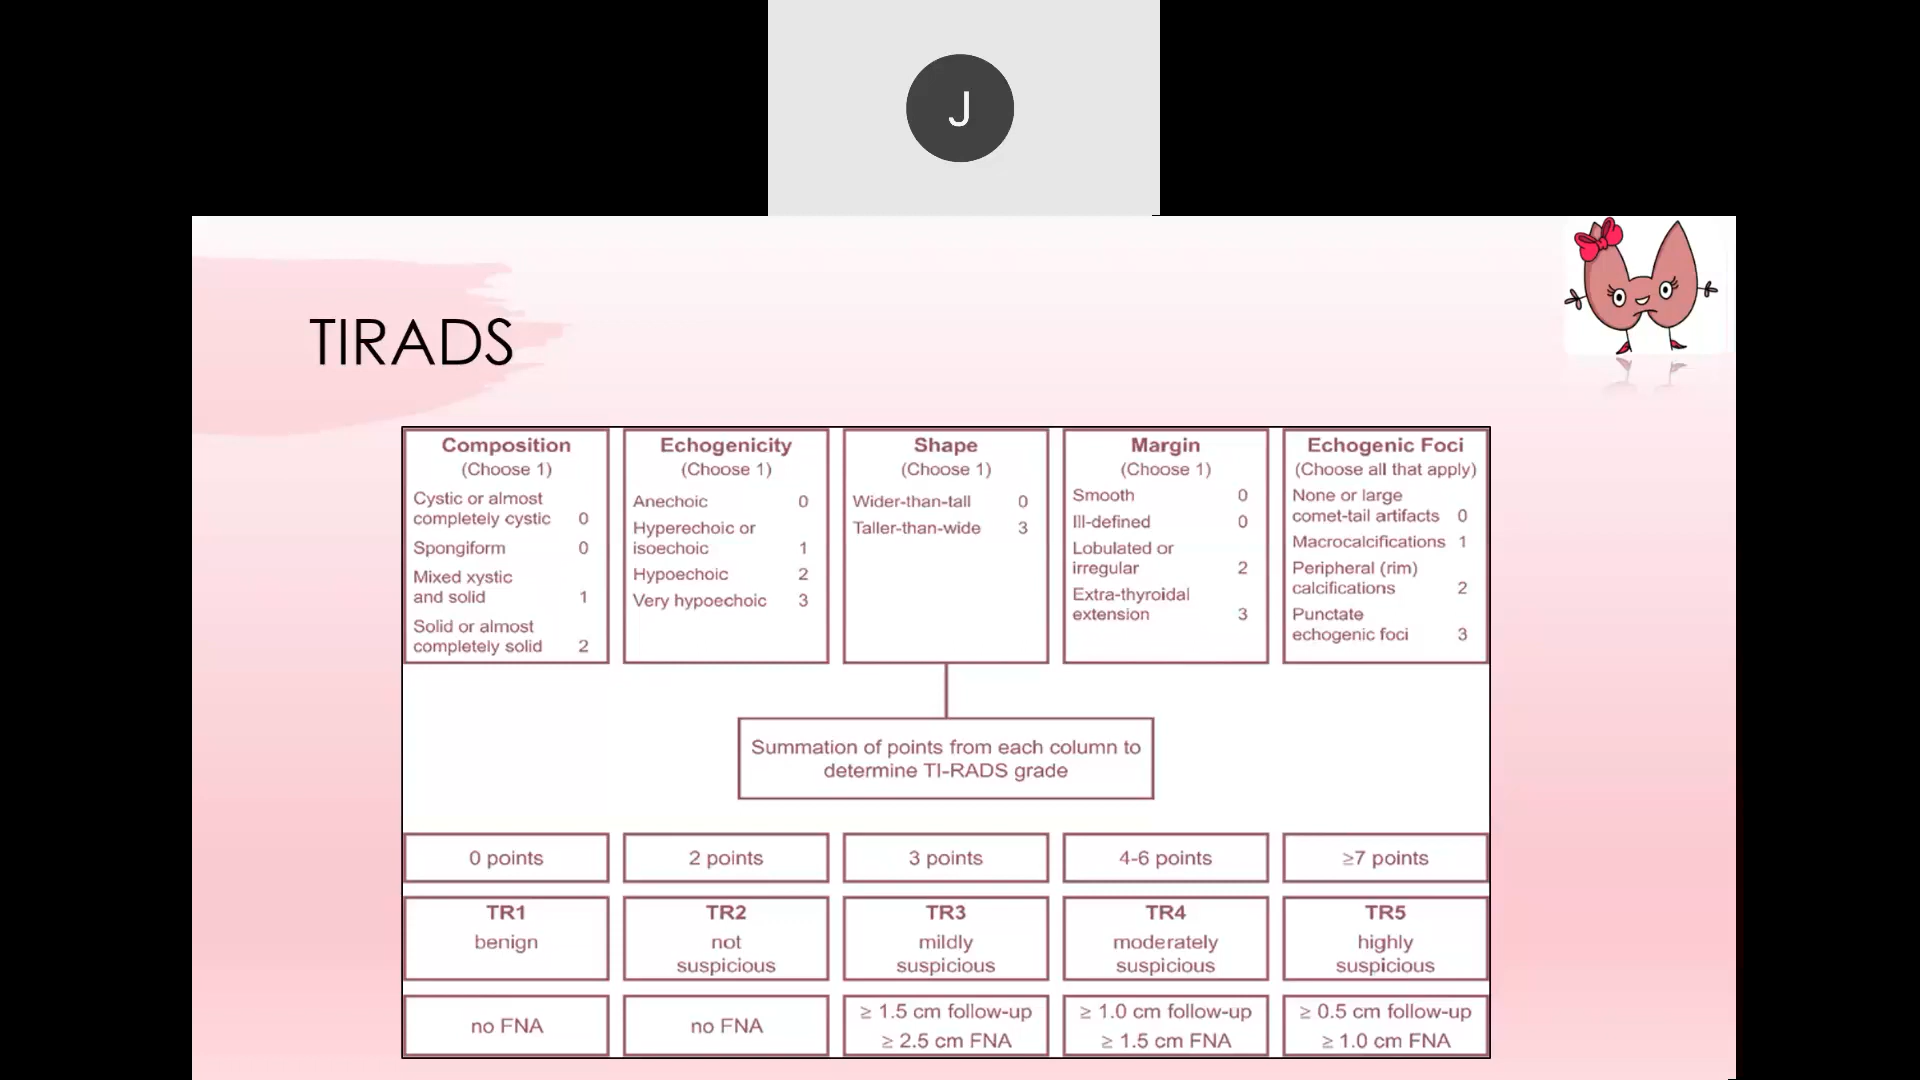 J
TIRADS
Composition
(Choose 1)
Cystic or almost
completely cystic 0
Spongiform 0
Mixed xystic
and solid 1
Solid or almost
completely solid 2
Echogenicity
(Choose 1)
Anechoic 0
Hyperechoic or
isoechoic 1
Hypoechoic 2
Very hypoechoic 3
Shape
(Choose 1)
Wider-than-tall 0
Taller-than-wide 3
Margin
(Choose 1)
Smooth 0
Ill-defined 0
Lobulated or
irregular 2
Extra-thyroidal
extension 3
Echogenic Foci
(Choose all that apply)
None or large
comet-tail artifacts 0
Macrocalcifications 1
Peripheral (rim)
calcifications 2
Punctate
echogenic foci 3
Summation of points from each column to
determine TI-RADS grade
0 points
2 points
3 points
4-6 points
≥7 points
TR1
benign
TR2
not
suspicious
TR3
mildly
suspicious
TR4
moderately
suspicious
TR5
highly
suspicious
no FNA
no FNA
≥ 1.5 cm follow-up
≥ 2.5 cm FNA
≥ 1.0 cm follow-up
≥ 1.5 cm FNA
≥ 0.5 cm follow-up
≥ 1.0 cm FNA